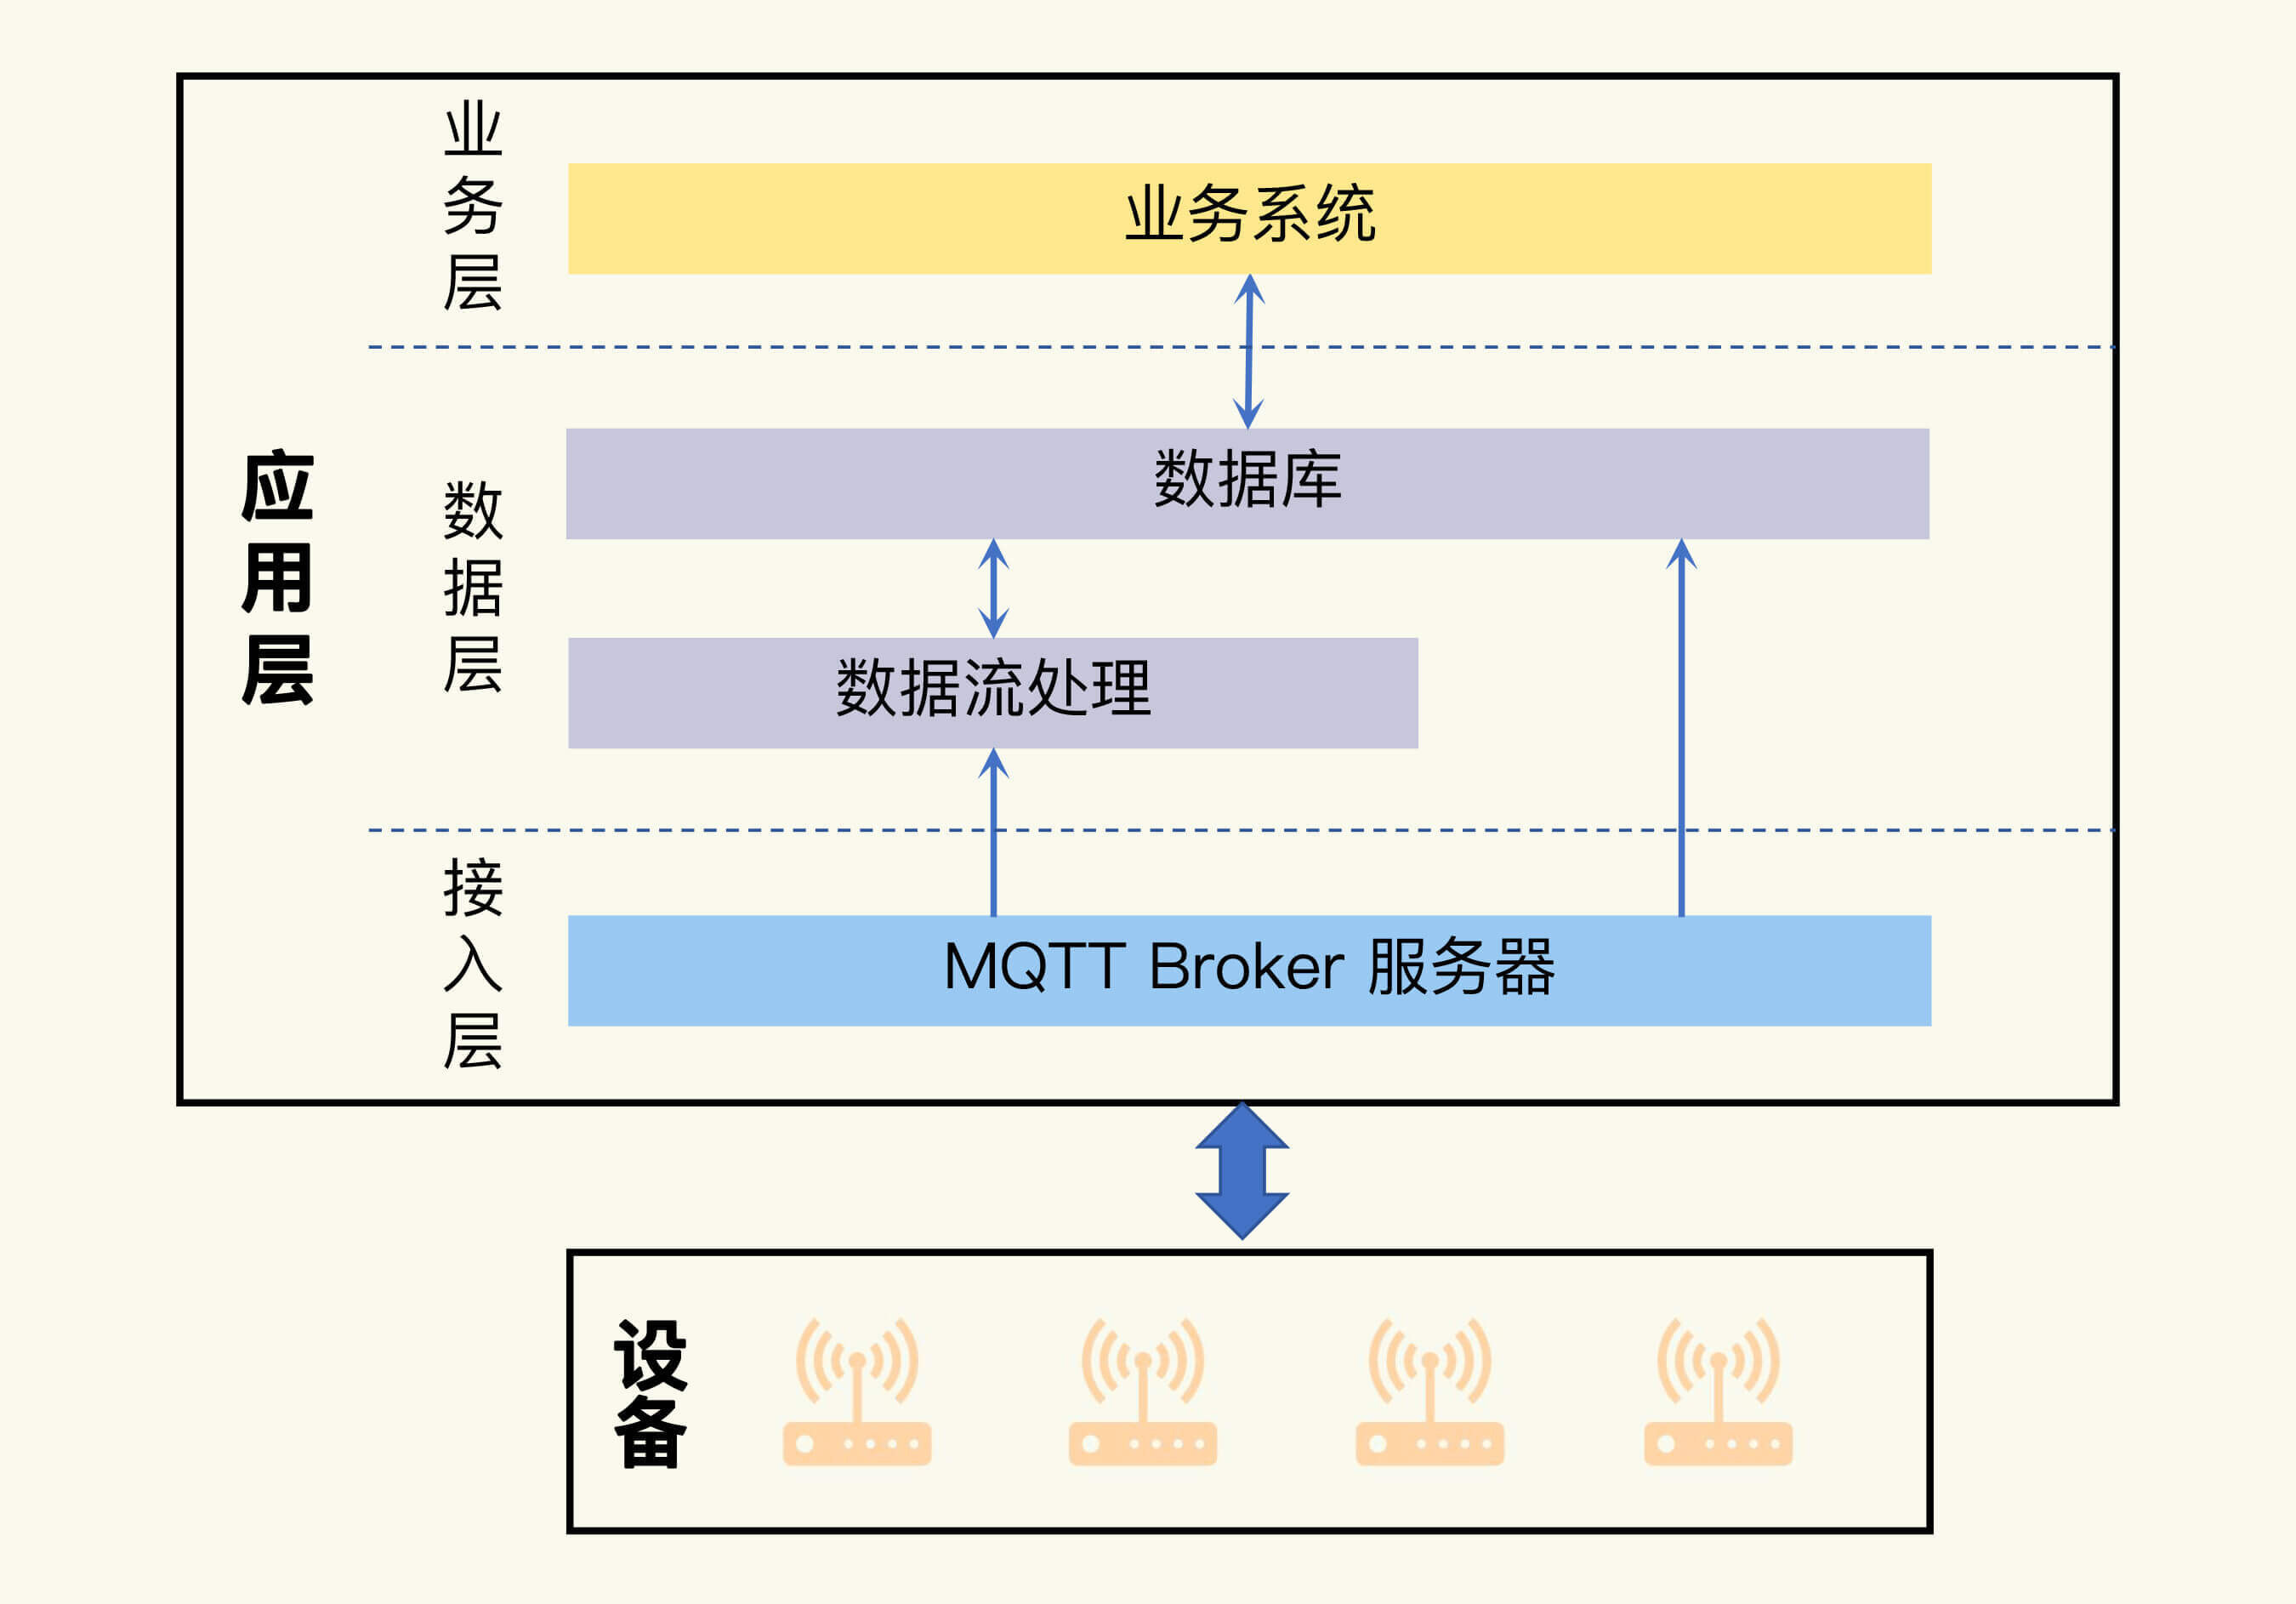 应用层
业务层
业务系统
数据层
数据库
数据流处理
接入层
MQTT Broker 服务器
设备